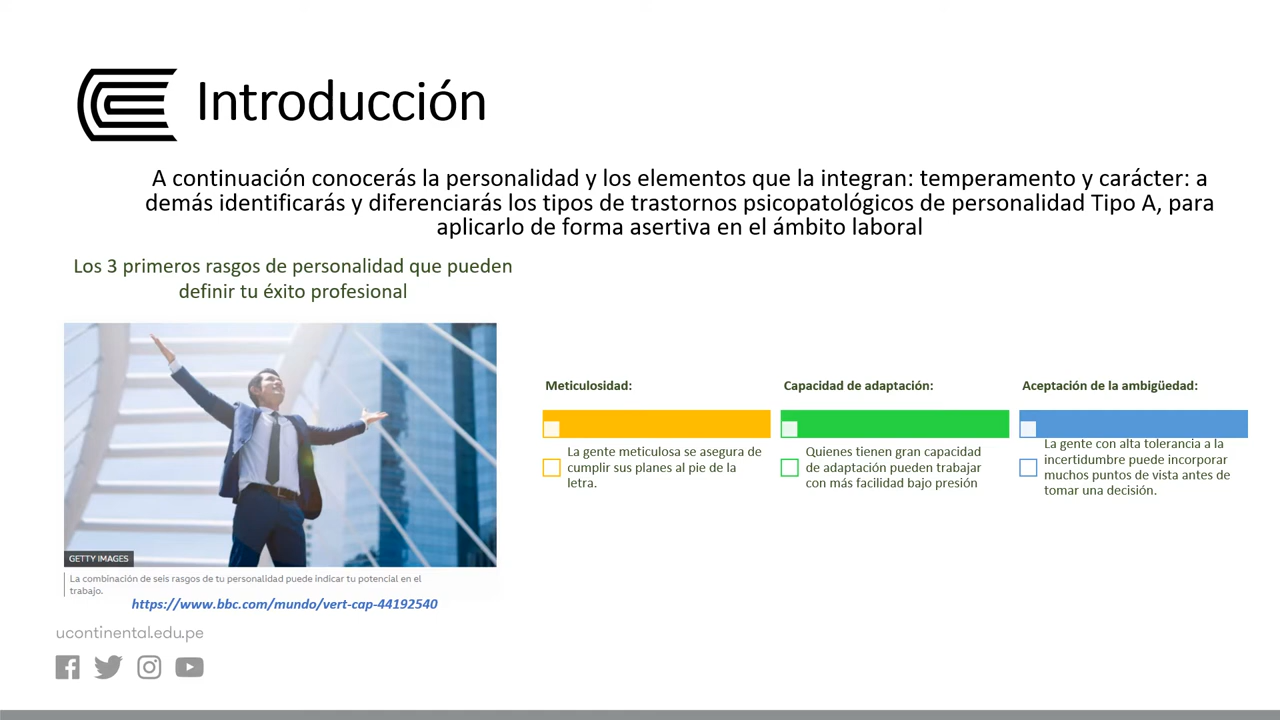 Introducción
A continuación conocerás la personalidad y los elementos que la integran: temperamento y carácter: a
demás identificarás y diferenciarás los tipos de trastornos psicopatológicos de personalidad Tipo A, para
aplicarlo de forma asertiva en el ámbito laboral
Los 3 primeros rasgos de personalidad que pueden
definir tu éxito profesional
GETTY IMAGES
La combinación de seis rasgos de tu personalidad puede indicar tu potencial en el
trabajo.
https://www.bbc.com/mundo/vert-cap-44192540
Meticulosidad:
La gente meticulosa se asegura de
cumplir sus planes al pie de la
letra.
Capacidad de adaptación:
Quienes tienen gran capacidad
de adaptación pueden trabajar
con más facilidad bajo presión
Aceptación de la ambigüedad:
La gente con alta tolerancia a la
incertidumbre puede incorporar
muchos puntos de vista antes de
tomar una decisión.
ucontinental.edu.pe